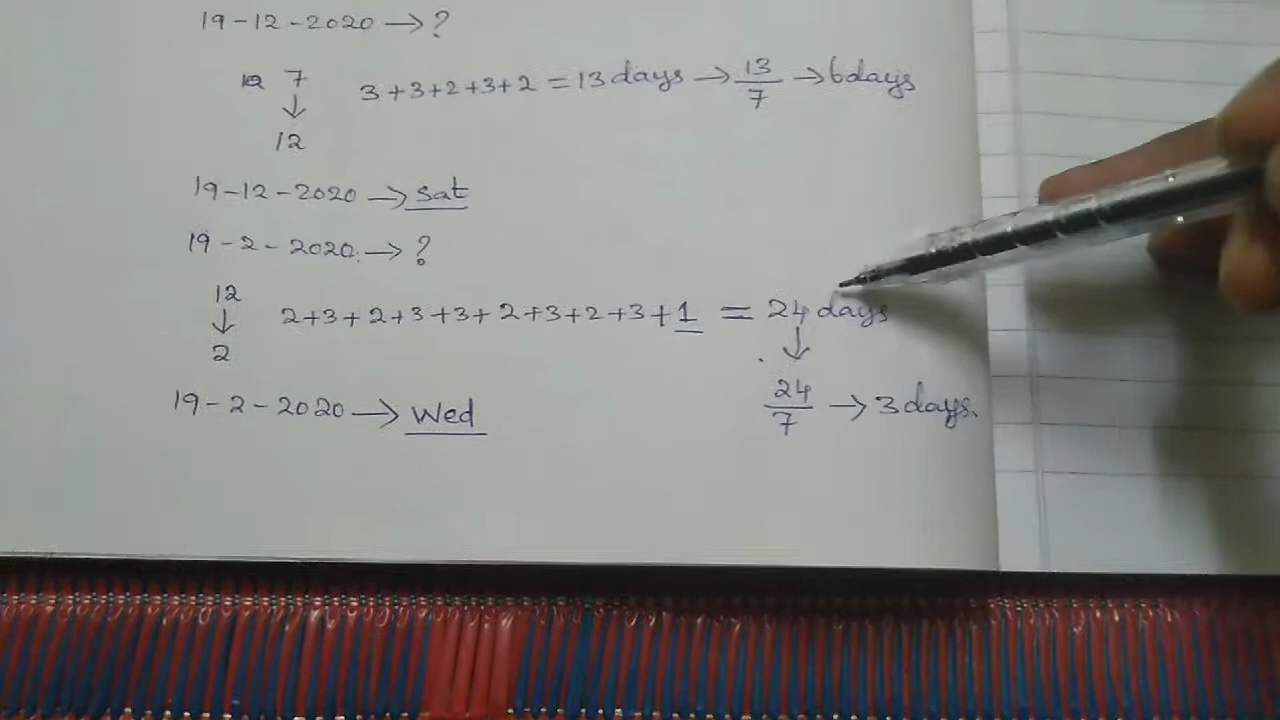 19-12-2020 → ?
7 3+3+2+3+2 = 13 days → 13/7 → 6 days
↓
12
19-12-2020 → Sat
19-2-2020. → ?
12
↓ 2+3+2+3+3+2+3+2+3+1 = 24 days
2 ↓
24/7 → 3 days.
19-2-2020 → Wed